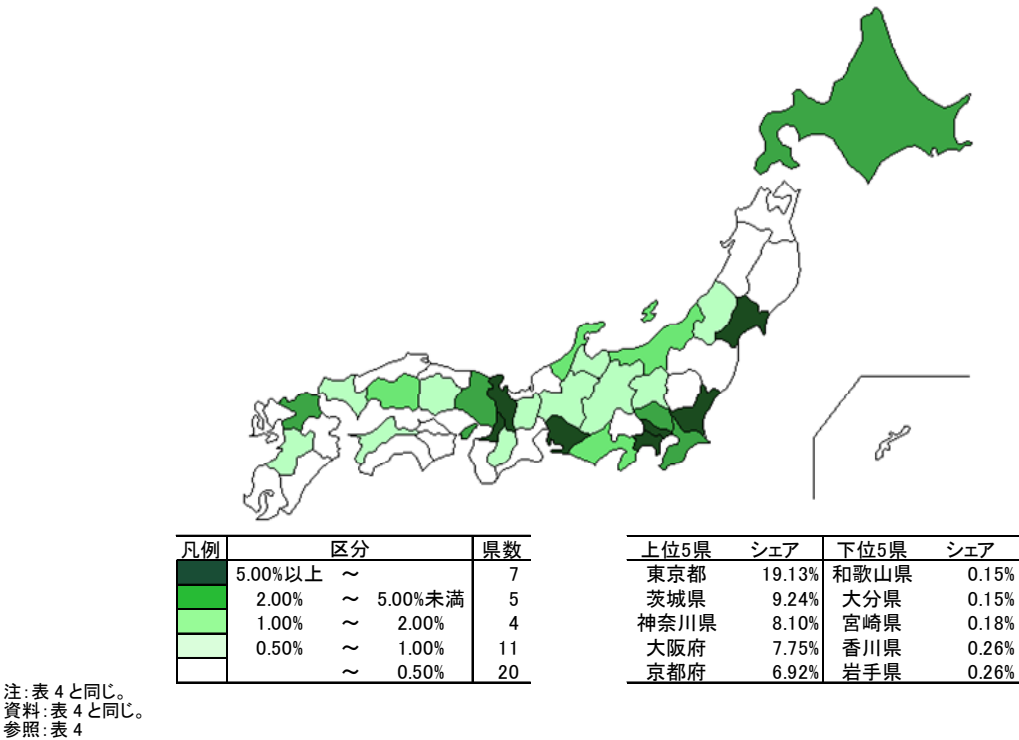 凡例 区分 県数
5.00%以上 ～ 7
2.00% ～ 5.00%未満 5
1.00% ～ 2.00% 4
0.50% ～ 1.00% 11
～ 0.50% 20
上位5県 シェア 下位5県 シェア
東京都 19.13% 和歌山県 0.15%
茨城県 9.24% 大分県 0.15%
神奈川県 8.10% 宮崎県 0.18%
大阪府 7.75% 香川県 0.26%
京都府 6.92% 岩手県 0.26%
注：表 4 と同じ。
資料：表 4 と同じ。
参照：表 4